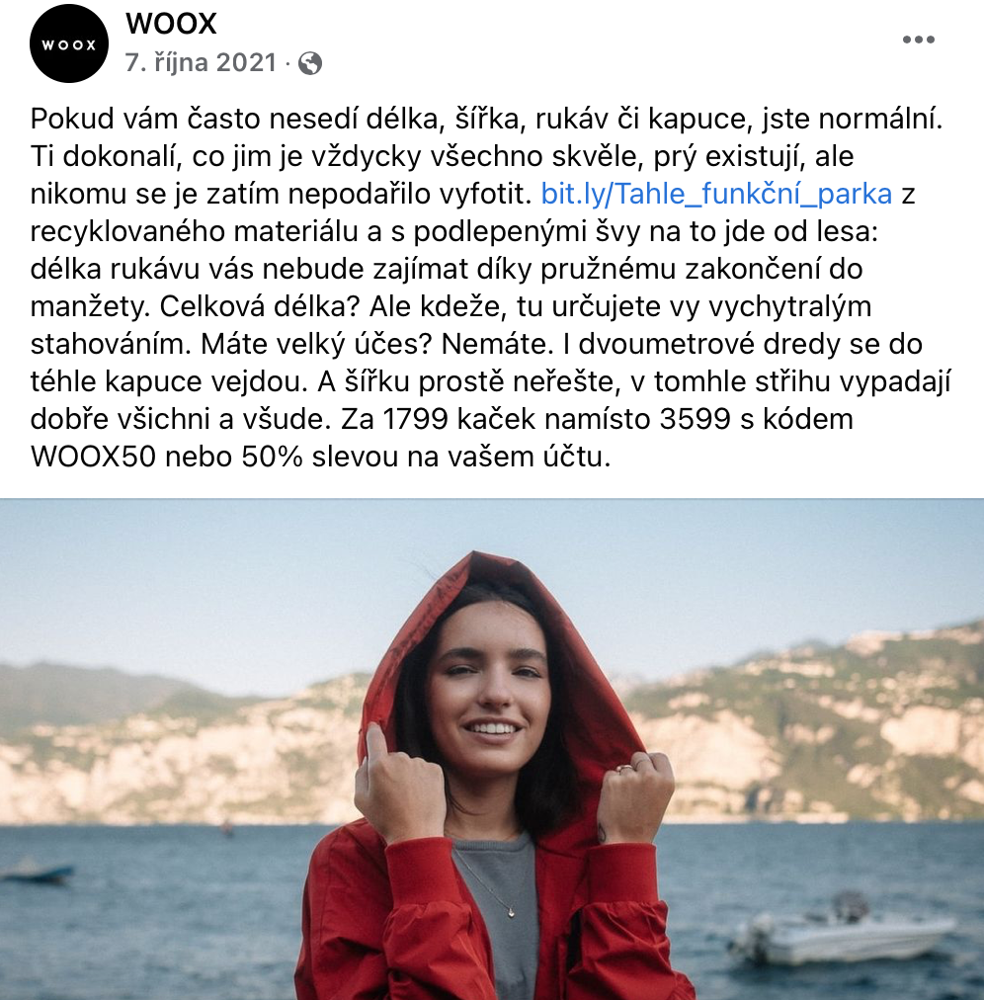 WOOX
WOOX
7. října 2021 ·
Pokud vám často nesedí délka, šířka, rukáv či kapuce, jste normální.
Ti dokonalí, co jim je vždycky všechno skvěle, prý existují, ale
nikomu se je zatím nepodařilo vyfotit. bit.ly/Tahle_funkční_parka z
recyklovaného materiálu a s podlepenými švy na to jde od lesa:
délka rukávu vás nebude zajímat díky pružnému zakončení do
manžety. Celková délka? Ale kdeže, tu určujete vy vychytralým
stahováním. Máte velký účes? Nemáte. I dvoumetrové dredy se do
téhle kapuce vejdou. A šířku prostě neřešte, v tomhle střihu vypadají
dobře všichni a všude. Za 1799 kaček namísto 3599 s kódem
WOOX50 nebo 50% slevou na vašem účtu.